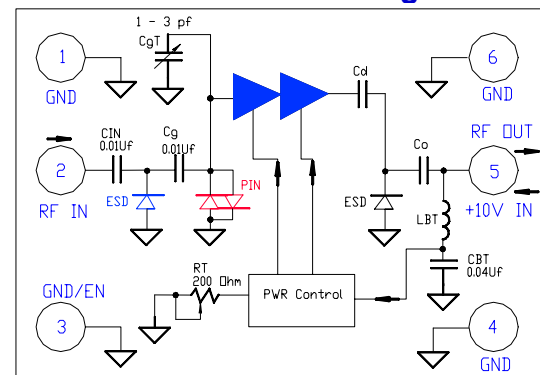 1 - 3 pf
CgT
1
GND
6
GND
Cd
CIN
0.01Uf
Cg
0.01Uf
RF OUT
Co
2
RF IN
ESD
PIN
ESD
5
+10V IN
LBT
CBT
0.04Uf
RT
200 Ohm
PWR Control
GND/EN
3
4
GND